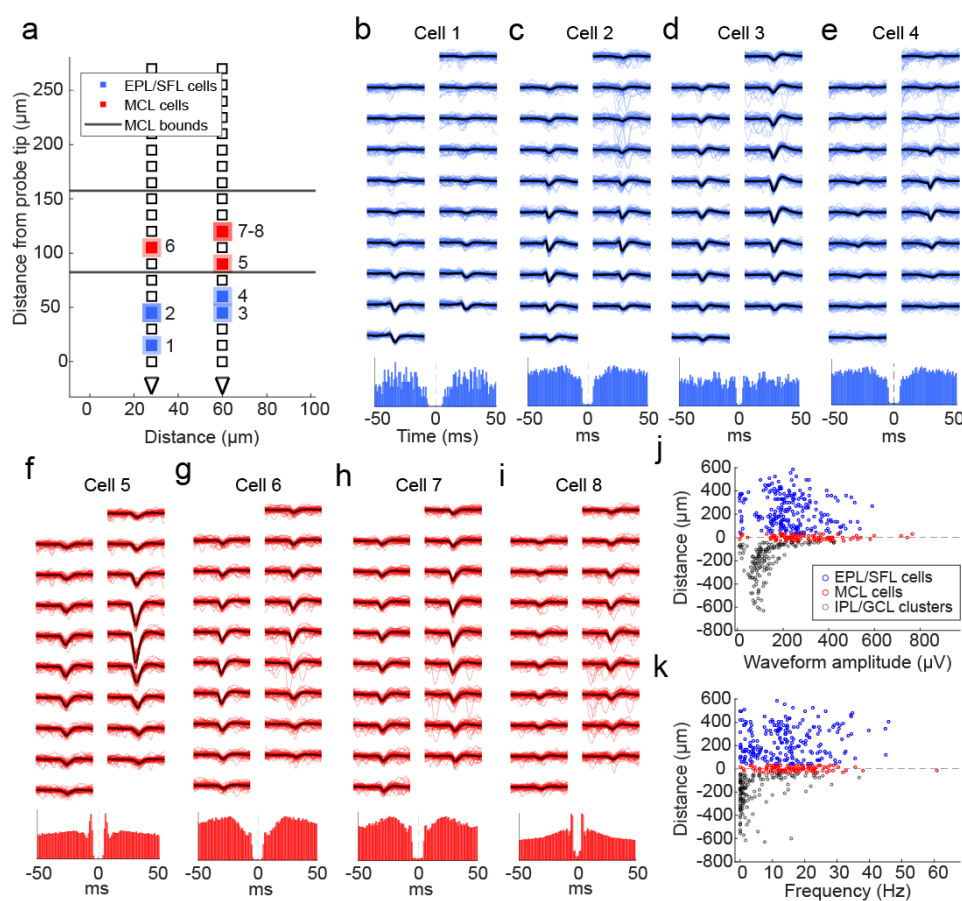 a
Distance from probe tip (µm)
250
200
150
100
50
0
EPL/SFL cells
MCL cells
MCL bounds
6
7-8
5
2
4
3
1
0 20 40 60 80 100
Distance (µm)
b Cell 1
-50 0 50
Time (ms)
c Cell 2
-50 0 50
ms
d Cell 3
-50 0 50
ms
e Cell 4
-50 0 50
ms
f Cell 5
-50 0 50
ms
g Cell 6
-50 0 50
ms
h Cell 7
-50 0 50
ms
i Cell 8
-50 0 50
ms
j
Distance (µm)
600
400
200
0
-200
-400
-600
-800
EPL/SFL cells
MCL cells
IPL/GCL clusters
0 200 400 600 800
Waveform amplitude (µV)
k
Distance (µm)
600
400
200
0
-200
-400
-600
-800
0 10 20 30 40 50 60
Frequency (Hz)